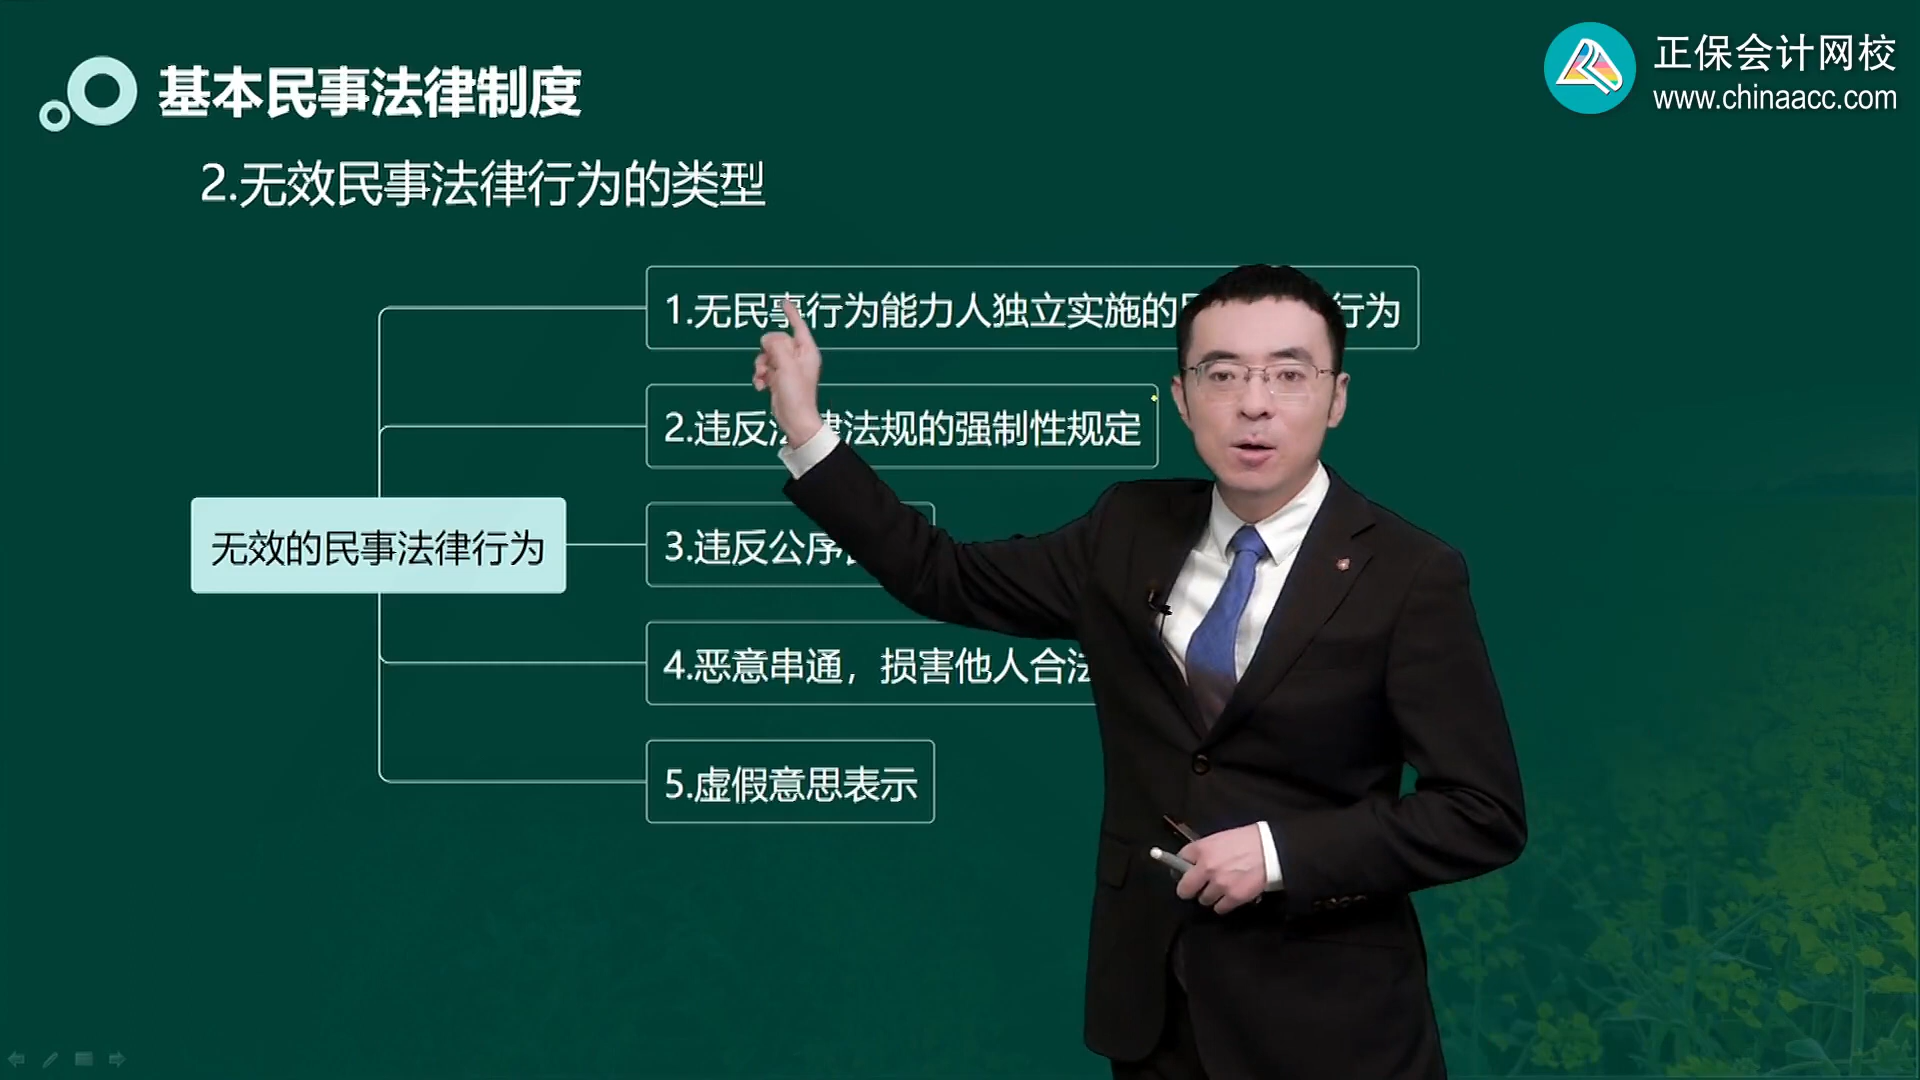 正保会计网校
www.chinaacc.com
基本民事法律制度
2.无效民事法律行为的类型
1.无民事行为能力人独立实施的 行为
2.违反法律法规的强制性规定
无效的民事法律行为
3.违反公序
4.恶意串通，损害他人合法
5.虚假意思表示